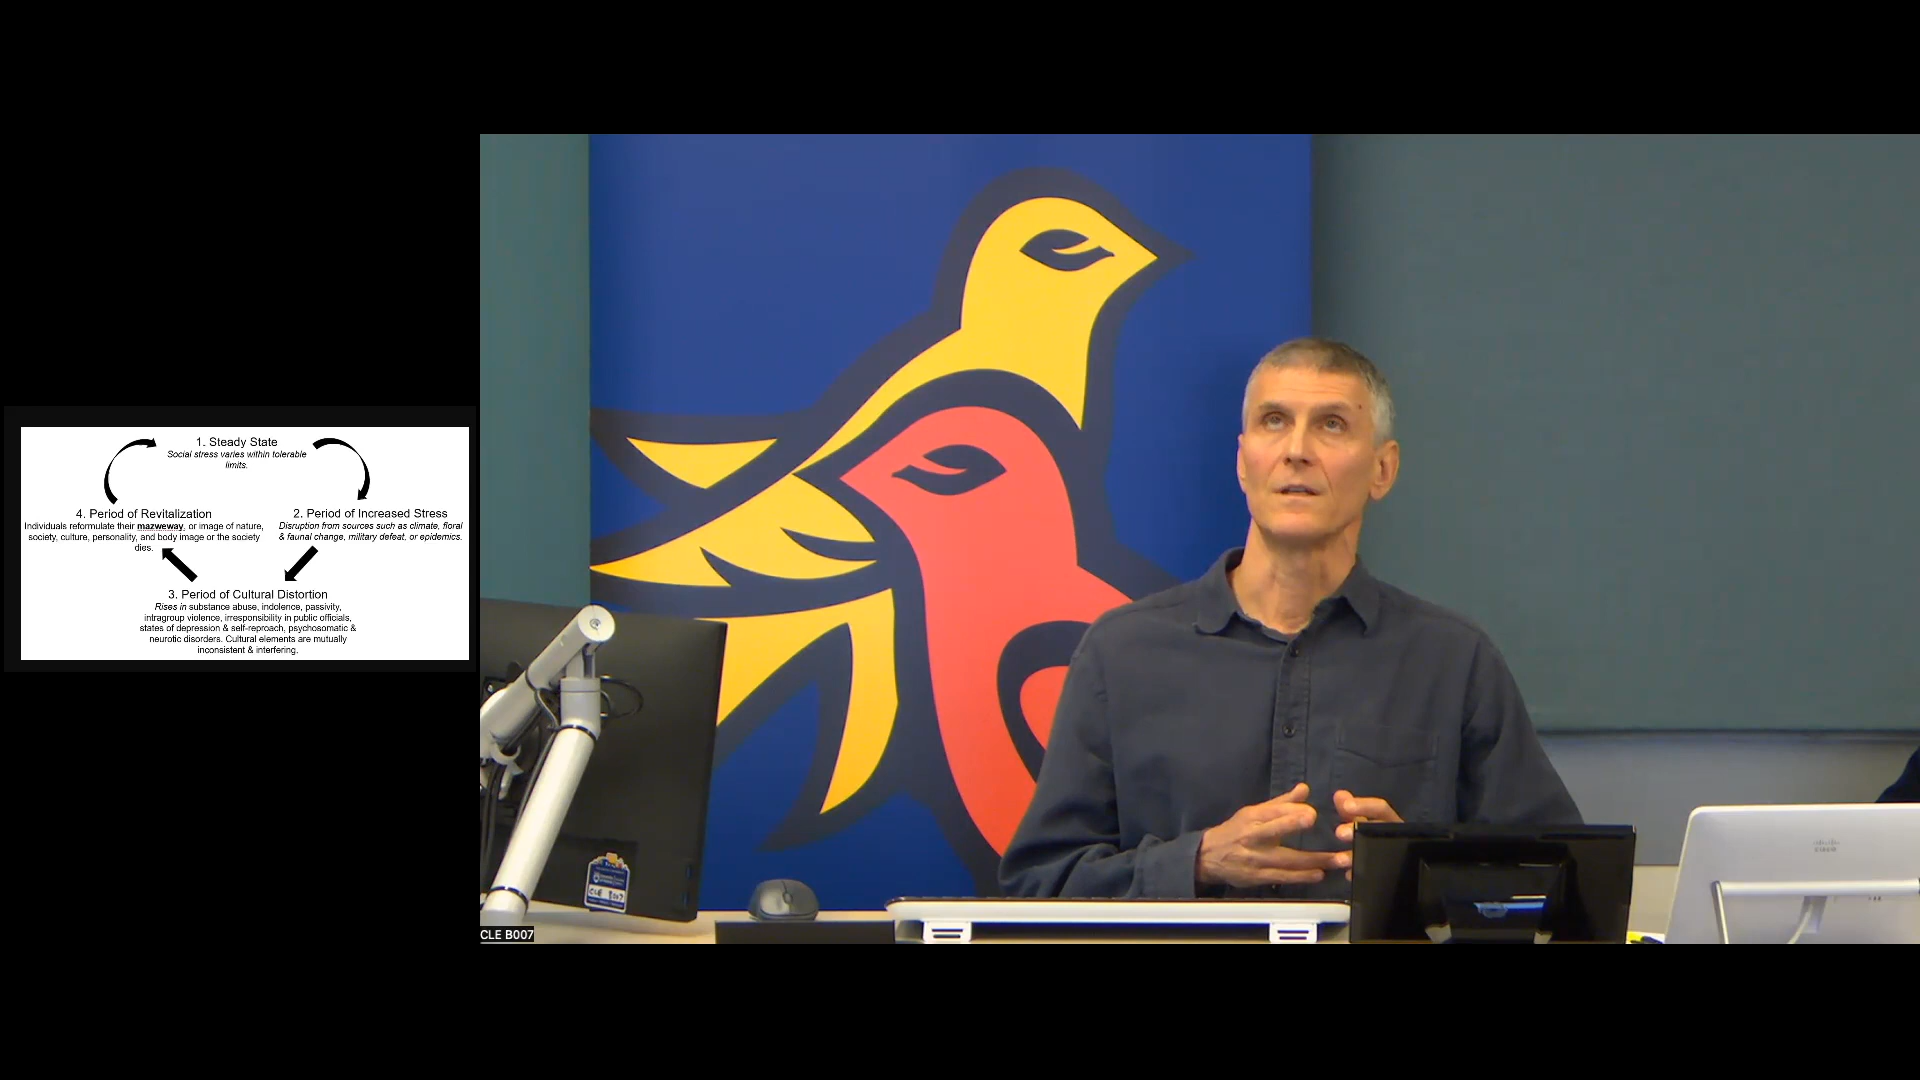 1. Steady State
Social stress varies within tolerable
limits.
2. Period of Increased Stress
Disruption from sources such as climate, floral
& faunal change, military defeat, or epidemics.
3. Period of Cultural Distortion
Rises in substance abuse, indolence, passivity,
intragroup violence, irresponsibility in public officials,
states of depression & self-reproach, psychosomatic &
neurotic disorders. Cultural elements are mutually
inconsistent & interfering.
4. Period of Revitalization
Individuals reformulate their mazweway, or image of nature,
society, culture, personality, and body image or the society
dies.
CLE B007
cisco